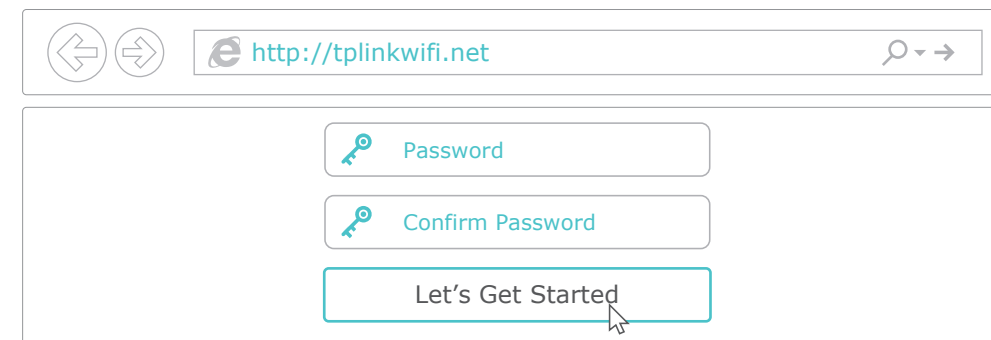 http://tplinkwifi.net
Password
Confirm Password
Let’s Get Started